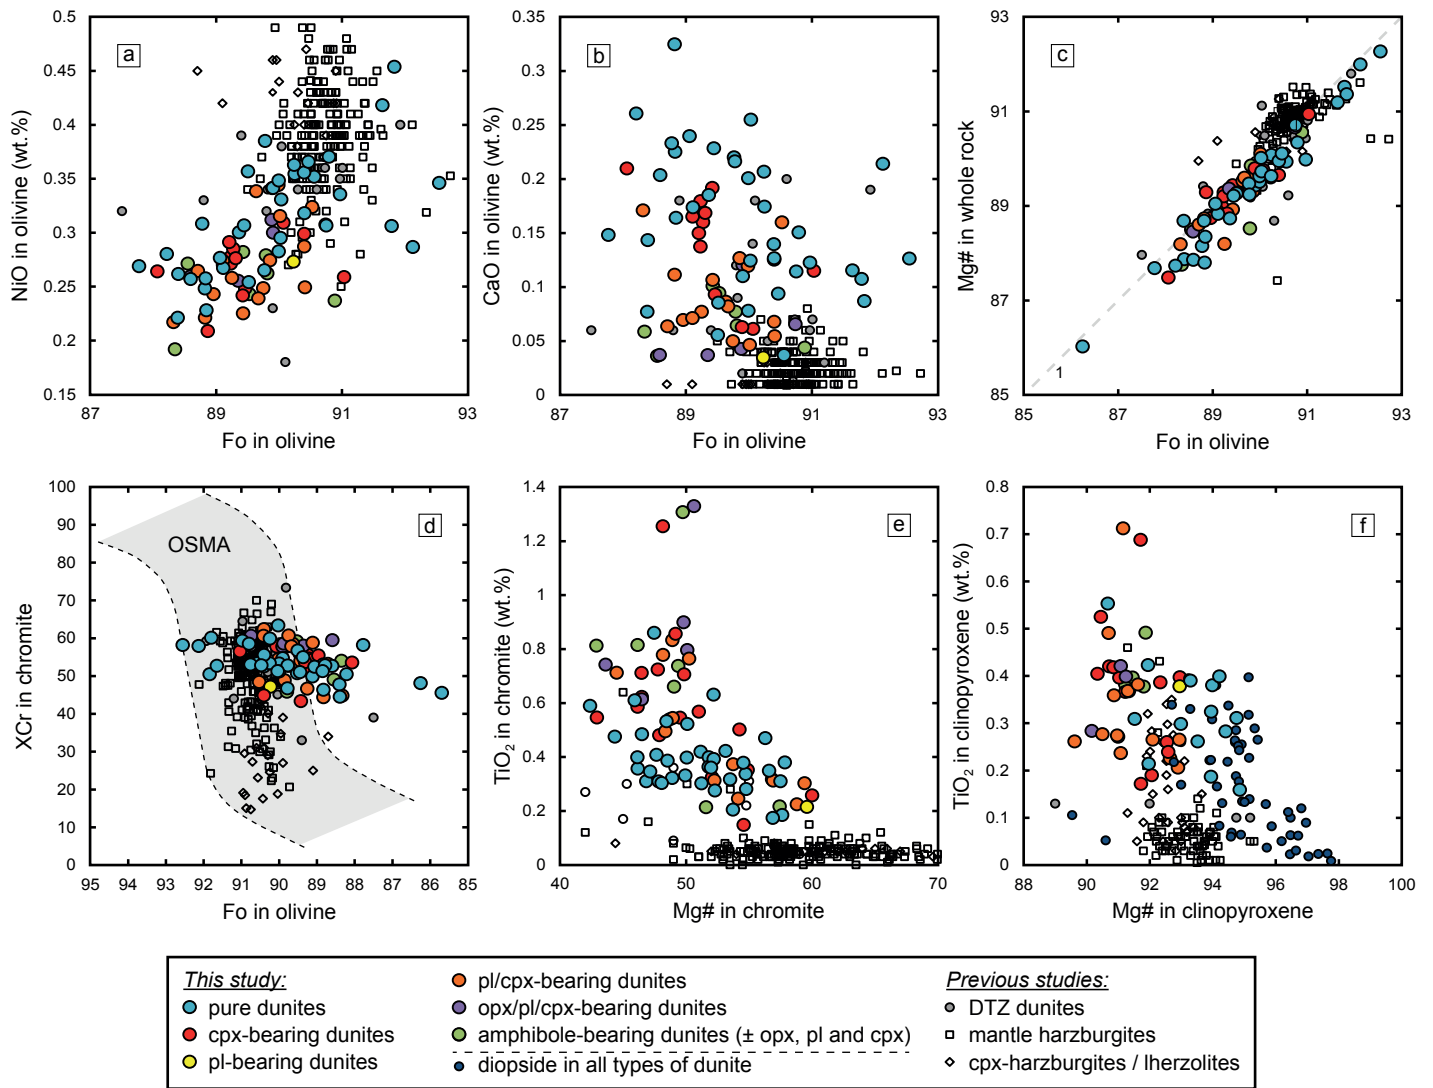 0.5
0.45
0.4
0.35
0.3
0.25
0.2
0.15
NiO in olivine (wt.%)
a
87 89 91 93
Fo in olivine
0.35
0.3
0.25
0.2
0.15
0.1
0.05
0
CaO in olivine (wt.%)
b
87 89 91 93
Fo in olivine
93
91
89
87
85
Mg# in whole rock
c
1
85 87 89 91 93
Fo in olivine
100
90
80
70
60
50
40
30
20
10
0
XCr in chromite
OSMA
d
95 94 93 92 91 90 89 88 86 85
Fo in olivine
1.4
1.2
1
0.8
0.6
0.4
0.2
0
TiO2 in chromite (wt.%)
e
40 50 60 70
Mg# in chromite
0.8
0.7
0.6
0.5
0.4
0.3
0.2
0.1
0
TiO2 in clinopyroxene (wt.%)
f
88 90 92 94 96 98 100
Mg# in clinopyroxene
This study:
pure dunites
cpx-bearing dunites
pl-bearing dunites
pl/cpx-bearing dunites
opx/pl/cpx-bearing dunites
amphibole-bearing dunites (± opx, pl and cpx)
diopside in all types of dunite
Previous studies:
DTZ dunites
mantle harzburgites
cpx-harzburgites / lherzolites